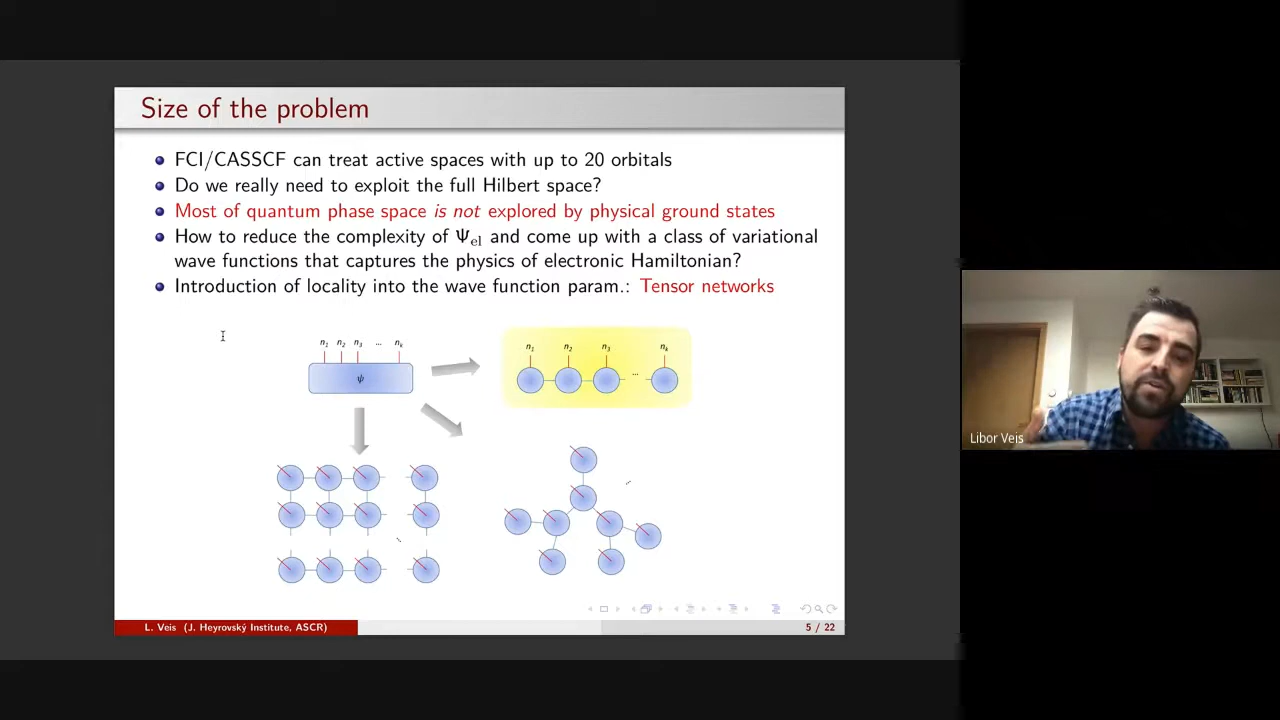 Size of the problem
FCI/CASSCF can treat active spaces with up to 20 orbitals
Do we really need to exploit the full Hilbert space?
Most of quantum phase space is not explored by physical ground states
How to reduce the complexity of Ψel and come up with a class of variational
wave functions that captures the physics of electronic Hamiltonian?
Introduction of locality into the wave function param.: Tensor networks
n1 n2 n3 ... nk
ψ
n1 n2 n3 nk
...
Libor Veis
L. Veis (J. Heyrovský Institute, ASCR)
5 / 22